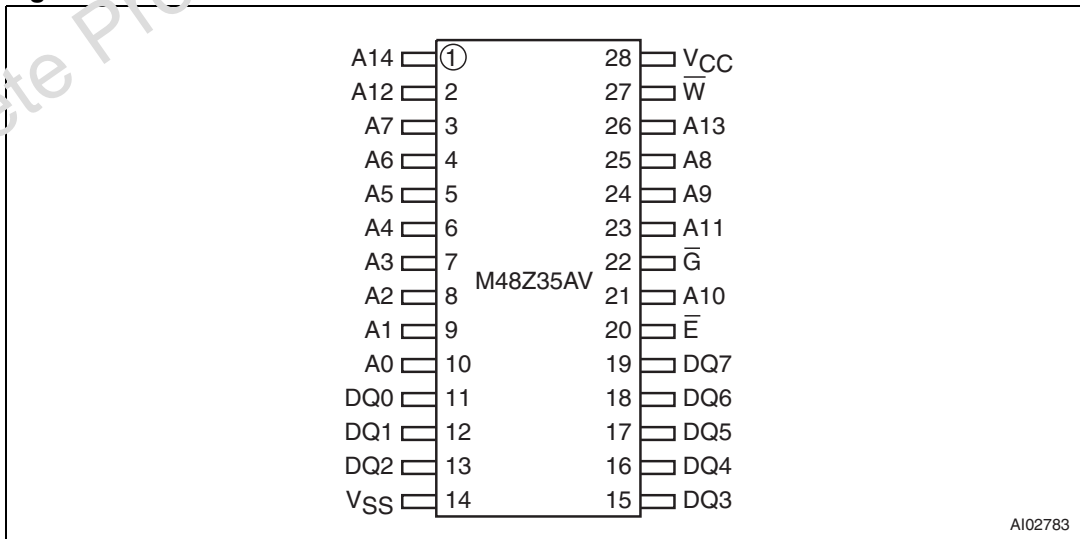 A14 1 28 VCC
A12 2 27 W̅
A7 3 26 A13
A6 4 25 A8
A5 5 24 A9
A4 6 23 A11
A3 7 22 G̅
M48Z35AV
A2 8 21 A10
A1 9 20 E̅
A0 10 19 DQ7
DQ0 11 18 DQ6
DQ1 12 17 DQ5
DQ2 13 16 DQ4
VSS 14 15 DQ3
AI02783